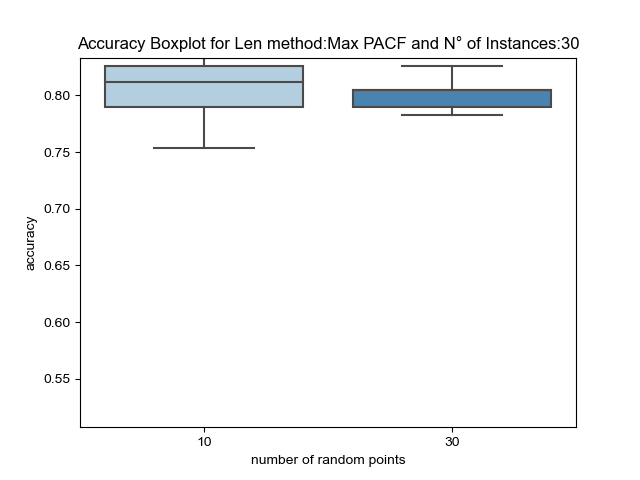 Accuracy Boxplot for Len method:Max PACF and N° of Instances:30
0.80
0.75
0.70
0.65
0.60
0.55
accuracy
10
30
number of random points